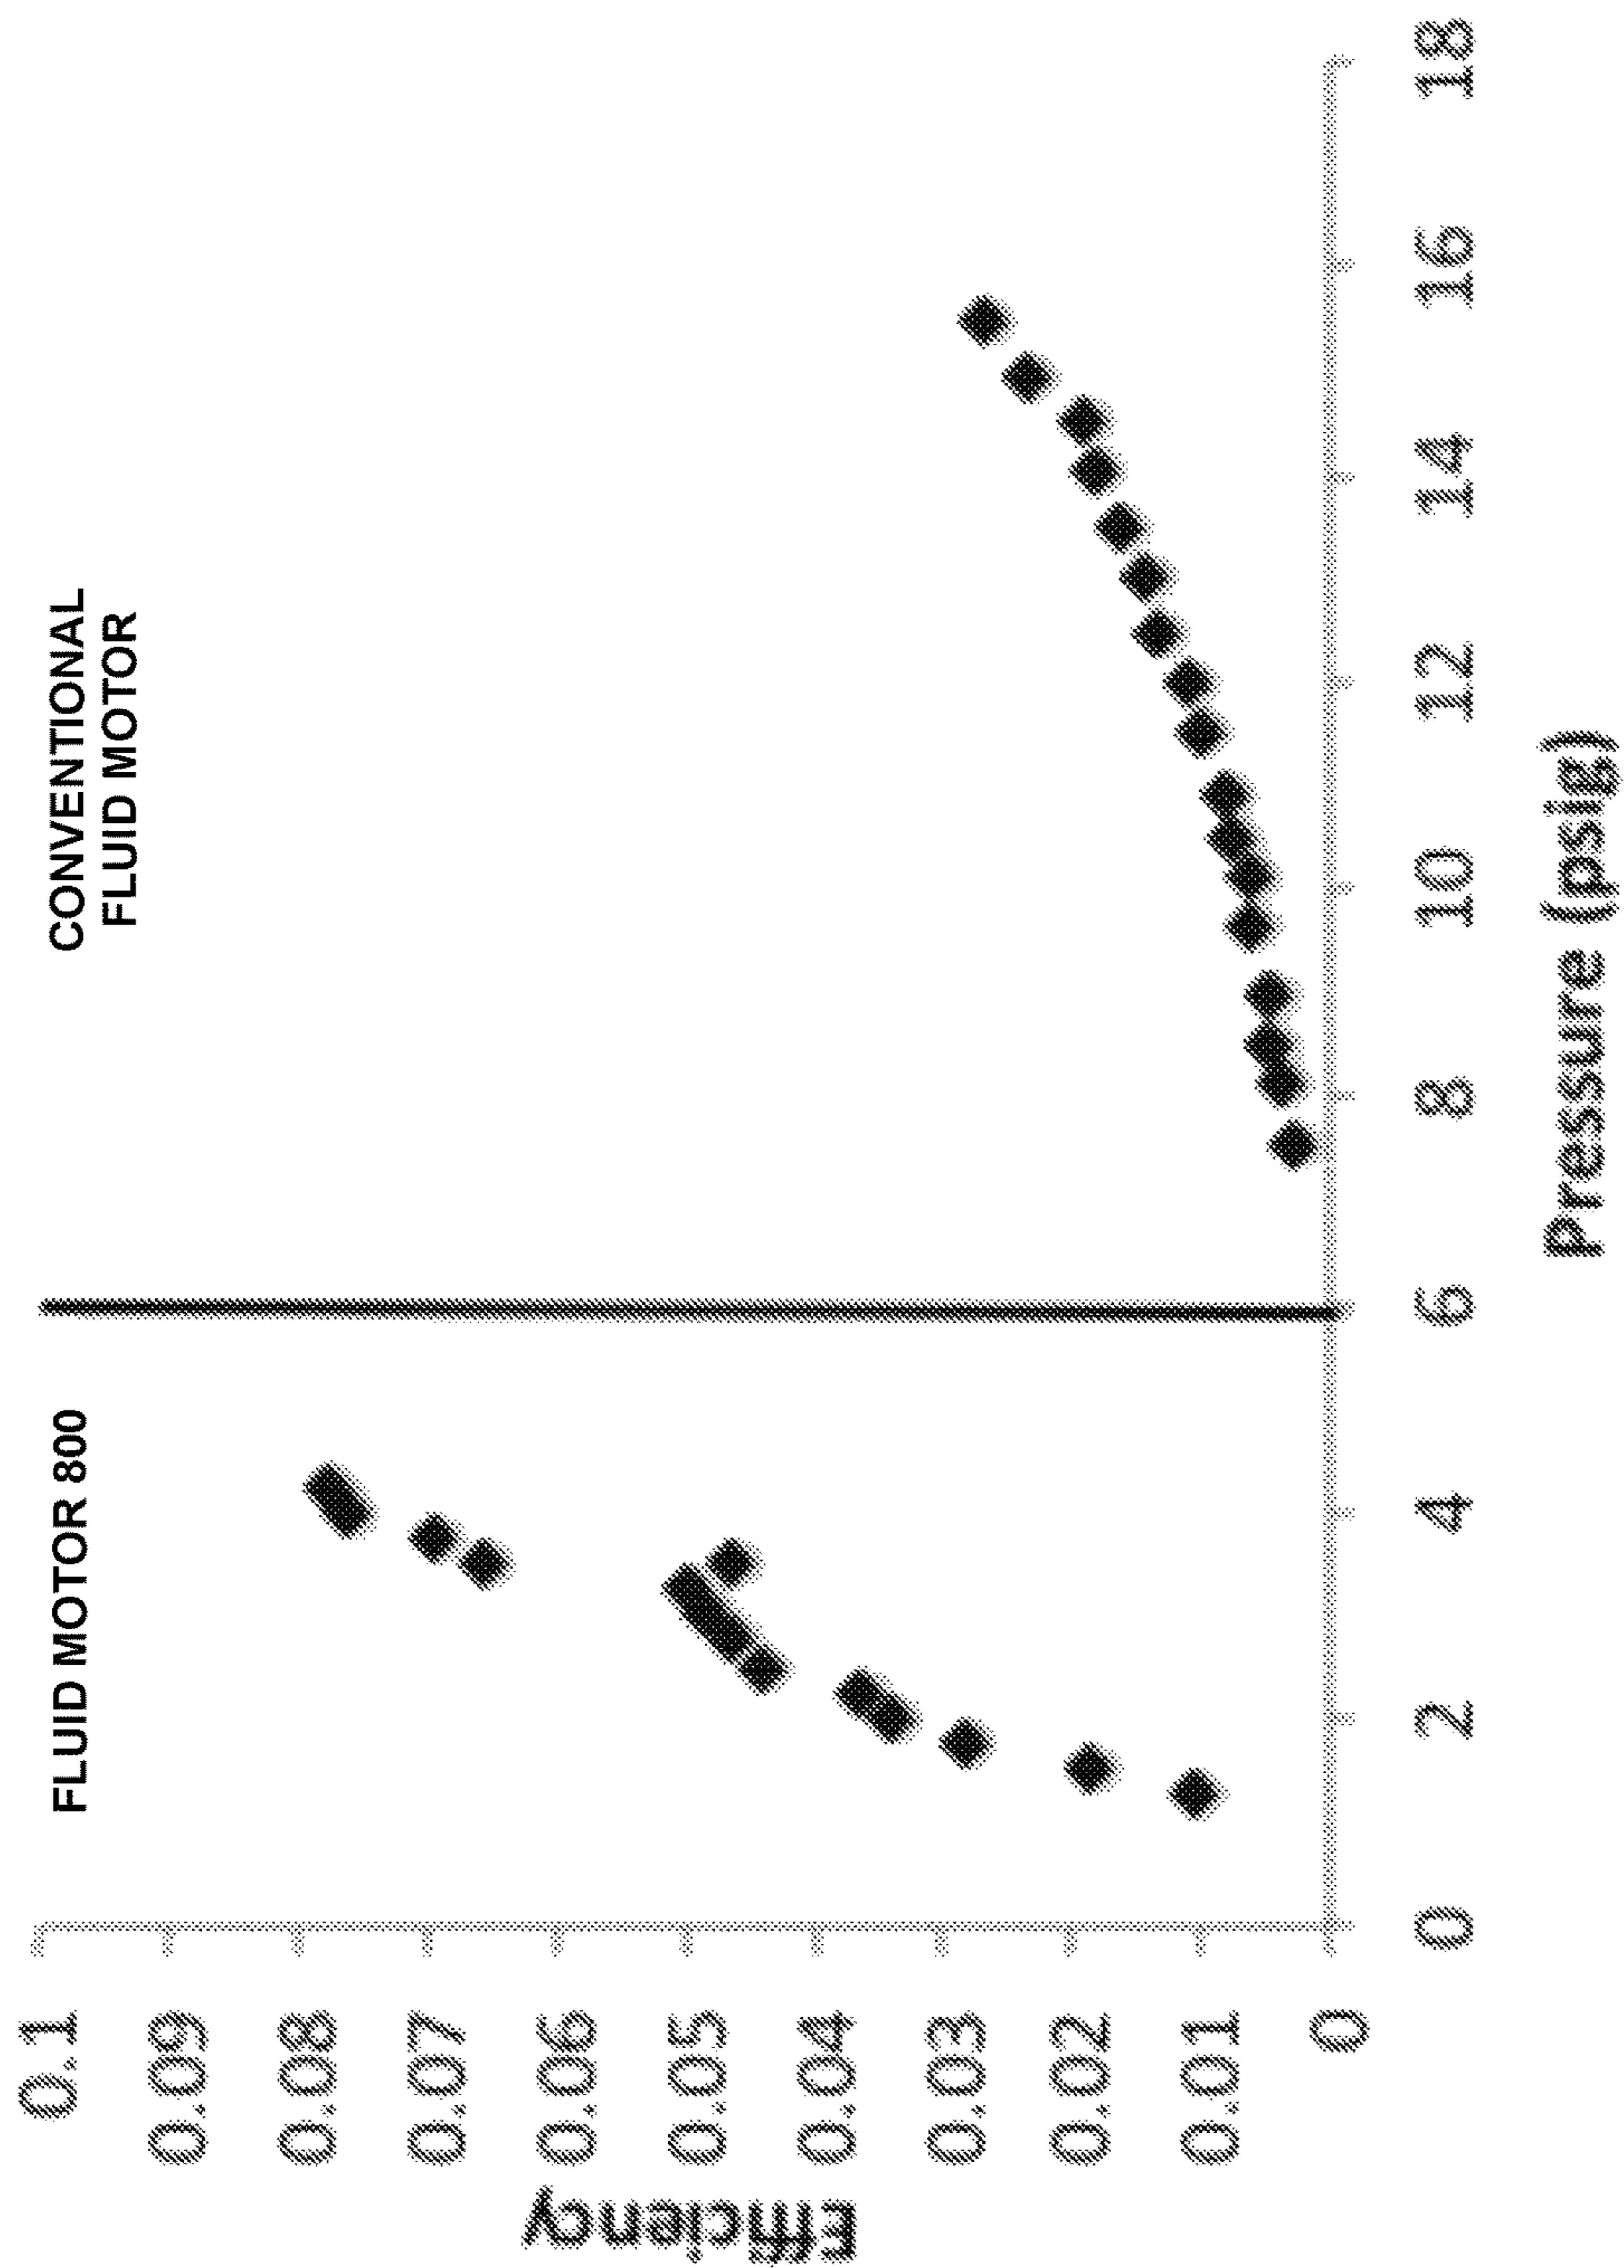 FLUID MOTOR 800
CONVENTIONAL
FLUID MOTOR
Efficiency
0.1
0.09
0.08
0.07
0.06
0.05
0.04
0.03
0.02
0.01
0
0 2 4 6 8 10 12 14 16 18
Pressure (psig)